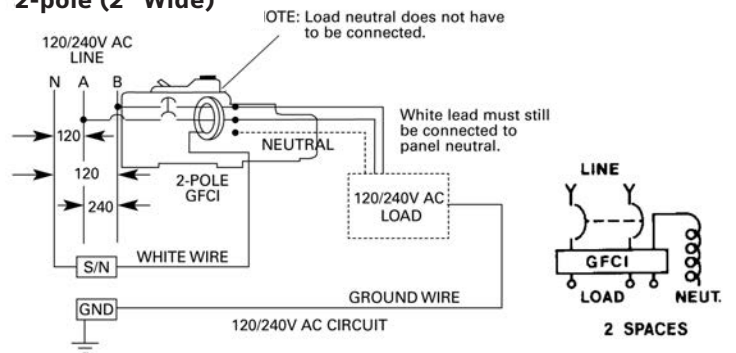 2-pole (2" Wide)
NOTE: Load neutral does not have
to be connected.
120/240V AC
LINE
N A B
120
120
240
NEUTRAL
2-POLE
GFCI
White lead must still
be connected to
panel neutral.
120/240V AC
LOAD
S/N
WHITE WIRE
GND
GROUND WIRE
120/240V AC CIRCUIT
LINE
GFCI
LOAD
NEUT.
2 SPACES